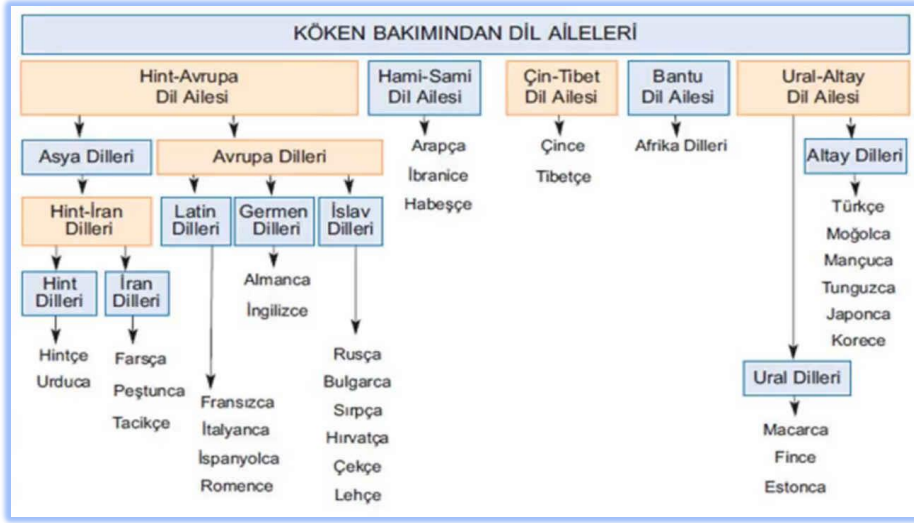 KÖKEN BAKIMINDAN DİL AİLELERİ
Hint-Avrupa
Dil Ailesi
Hami-Sami
Dil Ailesi
Çin-Tibet
Dil Ailesi
Bantu
Dil Ailesi
Ural-Altay
Dil Ailesi
Asya Dilleri
Avrupa Dilleri
Arapça
İbranice
Habeşçe
Çince
Tibetçe
Afrika Dilleri
Altay Dilleri
Hint-İran
Dilleri
Latin
Dilleri
Germen
Dilleri
İslav
Dilleri
Türkçe
Moğolca
Mançuca
Tunguzca
Japonca
Korece
Hint
Dilleri
İran
Dilleri
Almanca
İngilizce
Hintçe
Urduca
Farsça
Peştunca
Tacikçe
Fransızca
İtalyanca
İspanyolca
Romence
Rusça
Bulgarca
Sırpça
Hırvatça
Çekçe
Lehçe
Ural Dilleri
Macarca
Fince
Estonca